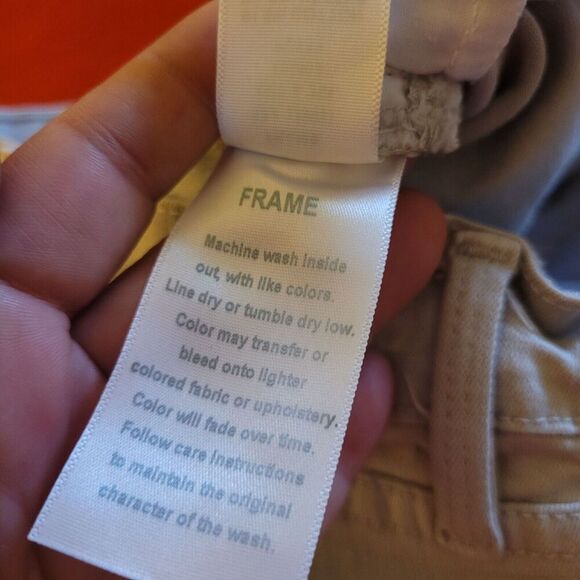 FRAME
Machine wash inside
out, with like colors.
Line dry or tumble dry low.
Color may transfer or
bleed onto lighter
colored fabric or upholstery.
Color will fade over time.
Follow care instructions
to maintain the original
character of the wash.